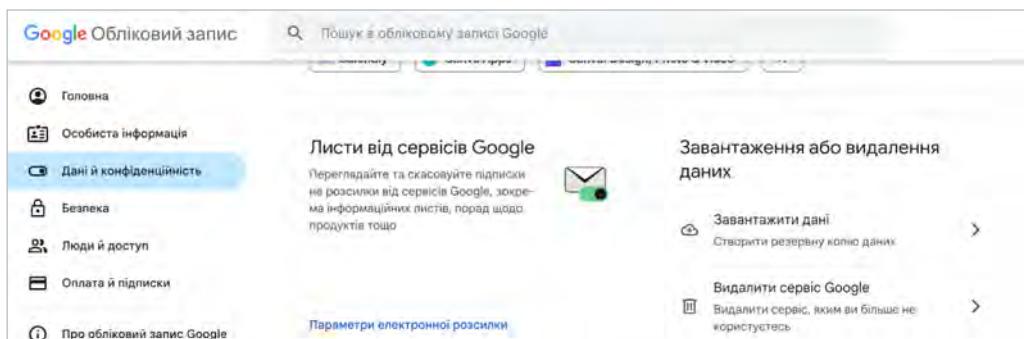 Google Обліковий запис
Пошук в обліковому записі Google
Головна
Особиста інформація
Дані й конфіденційність
Безпека
Люди й доступ
Оплата й підписки
Про обліковий запис Google
Листи від сервісів Google
Переглядайте та скасовуйте підписки
на розсилки від сервісів Google, зокре-
ма інформаційних листів, порад щодо
продуктів тощо
Параметри електронної розсилки
Завантаження або видалення
даних
Завантажити дані
Створити резервну копію даних
Видалити сервіс Google
Видалити сервіс, яким ви більше не
користуєтесь